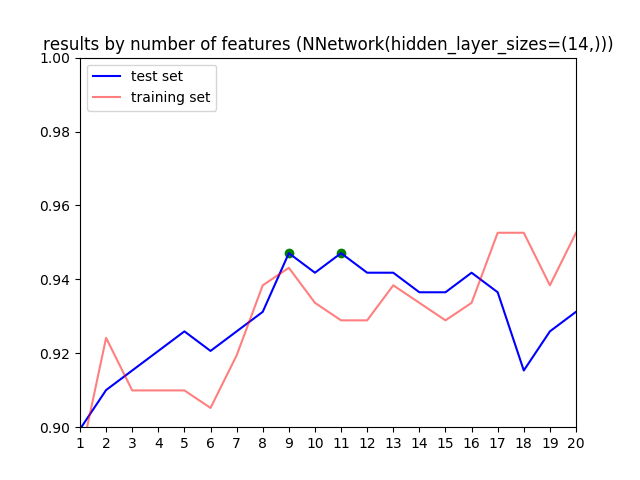 results by number of features (NNetwork(hidden_layer_sizes=(14,)))
test set
training set
1.00
0.98
0.96
0.94
0.92
0.90
1 2 3 4 5 6 7 8 9 10 11 12 13 14 15 16 17 18 19 20